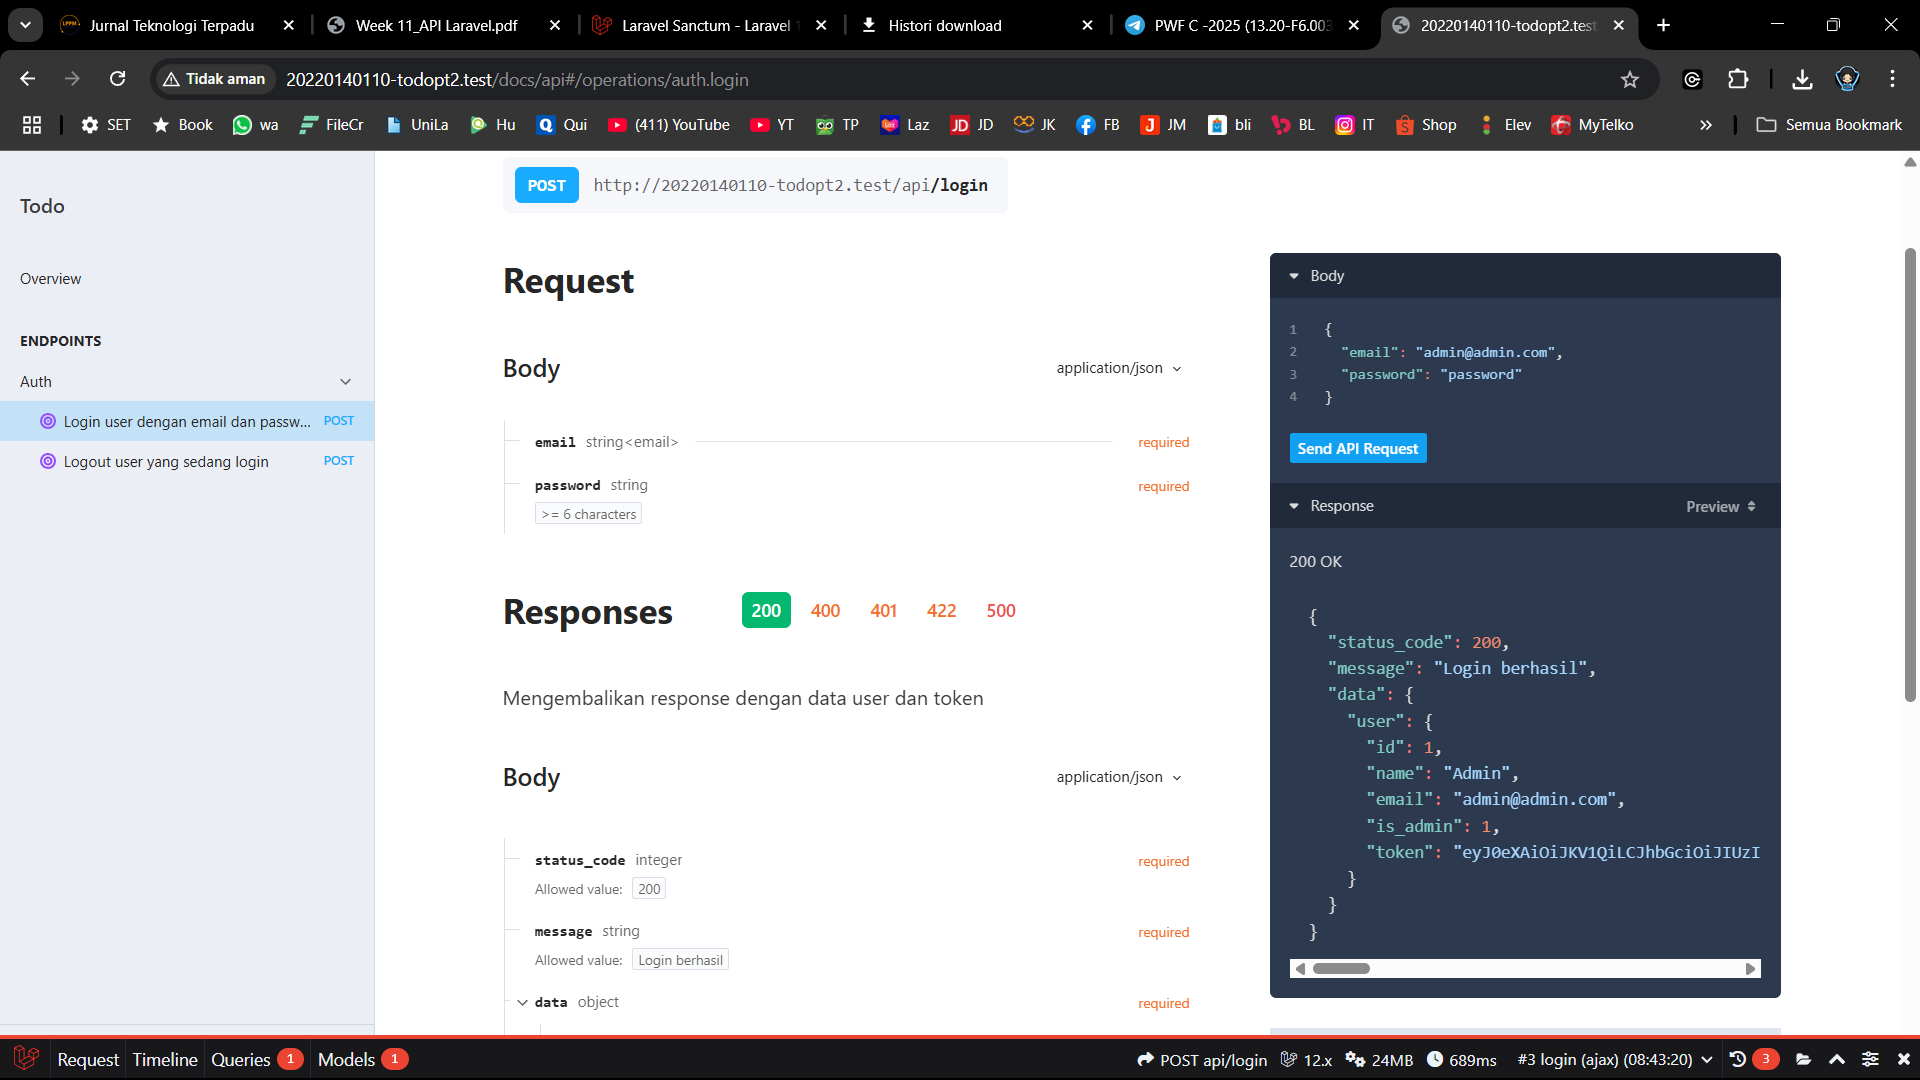 Jurnal Teknologi Terpadu
Week 11_API Laravel.pdf
Laravel Sanctum - Laravel 1
Histori download
PWF C -2025 (13.20-F6.003
20220140110-todopt2.test
Tidak aman
20220140110-todopt2.test/docs/api#/operations/auth.login
SET
Book
wa
FileCr
UniLa
Hu
Qui
(411) YouTube
YT
TP
Laz
JD
JK
FB
JM
bli
BL
IT
Shop
Elev
MyTelko
»
Semua Bookmark
Todo
Overview
ENDPOINTS
Auth
Login user dengan email dan passw... POST
Logout user yang sedang login POST
POST http://20220140110-todopt2.test/api/login
Request
Body application/json
email string<email> required
password string required
>= 6 characters
Responses 200 400 401 422 500
Mengembalikan response dengan data user dan token
Body application/json
status_code integer required
Allowed value: 200
message string required
Allowed value: Login berhasil
data object required
Body
1 {
2 "email": "admin@admin.com",
3 "password": "password"
4 }
Send API Request
Response Preview
200 OK
{
"status_code": 200,
"message": "Login berhasil",
"data": {
"user": {
"id": 1,
"name": "Admin",
"email": "admin@admin.com",
"is_admin": 1,
"token": "eyJ0eXAiOiJKV1QiLCJhbGciOiJIUzI
}
}
}
Request Timeline Queries 1 Models 1 POST api/login 12.x 24MB 689ms #3 login (ajax) (08:43:20) 3